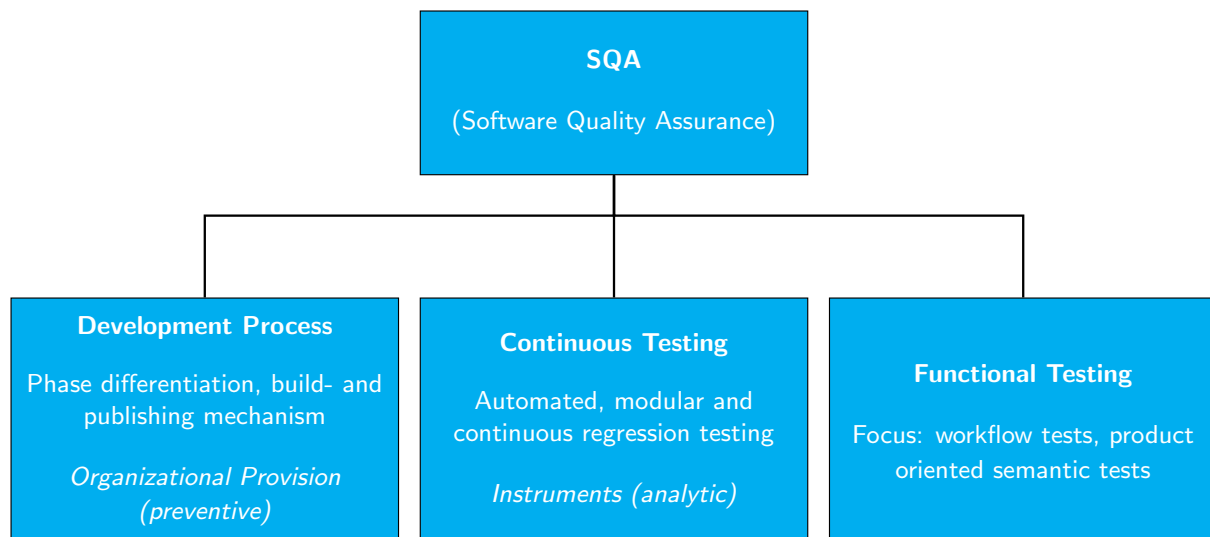 SQA
(Software Quality Assurance)
Development Process
Phase differentiation, build- and
publishing mechanism
Organizational Provision
(preventive)
Continuous Testing
Automated, modular and
continuous regression testing
Instruments (analytic)
Functional Testing
Focus: workflow tests, product
oriented semantic tests